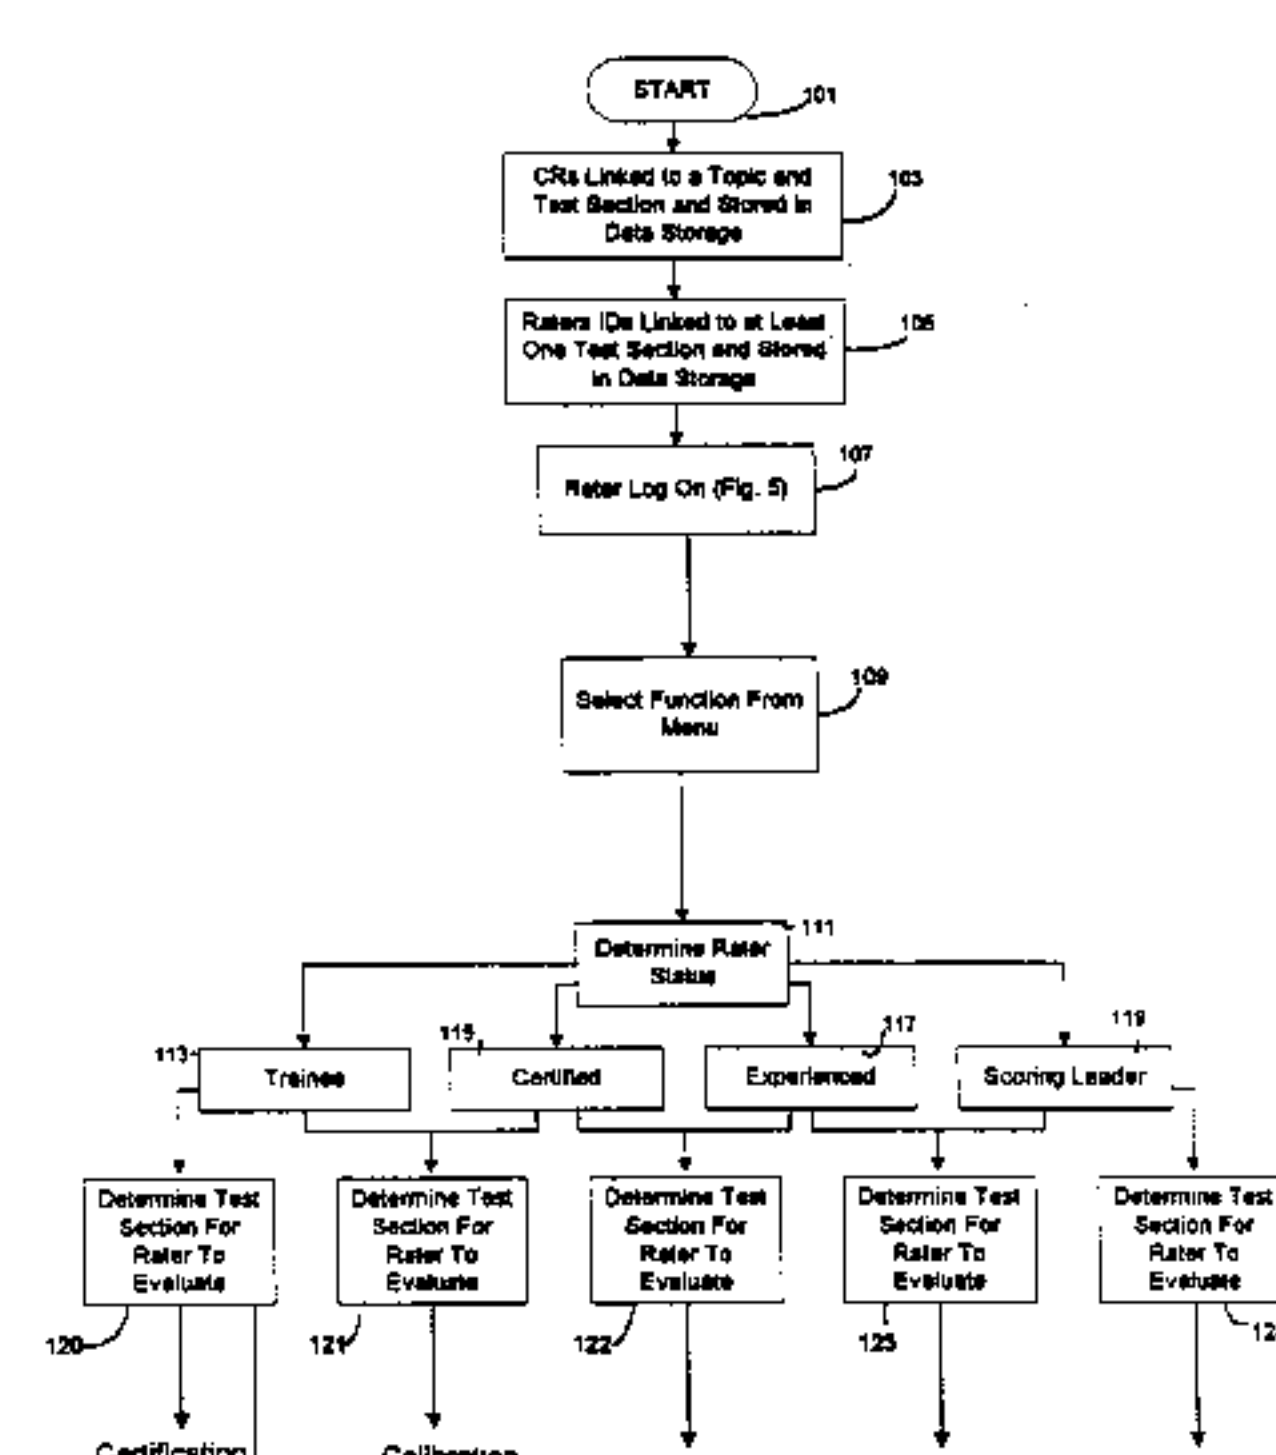 START
101
CRs Linked to a Topic and
Test Section and Stored in
Data Storage
103
Raters IDs Linked to at Least
One Test Section and Stored
in Data Storage
105
107
Rater Log On (Fig. 5)
109
Select Function From
Menu
111
Determine Rater
Status
113
115
117
119
Trainee
Certified
Experienced
Scoring Leader
Determine Test
Section For
Rater To
Evaluate
Determine Test
Section For
Rater To
Evaluate
Determine Test
Section For
Rater To
Evaluate
Determine Test
Section For
Rater To
Evaluate
Determine Test
Section For
Rater To
Evaluate
120
121
122
123
Certification
Calibration